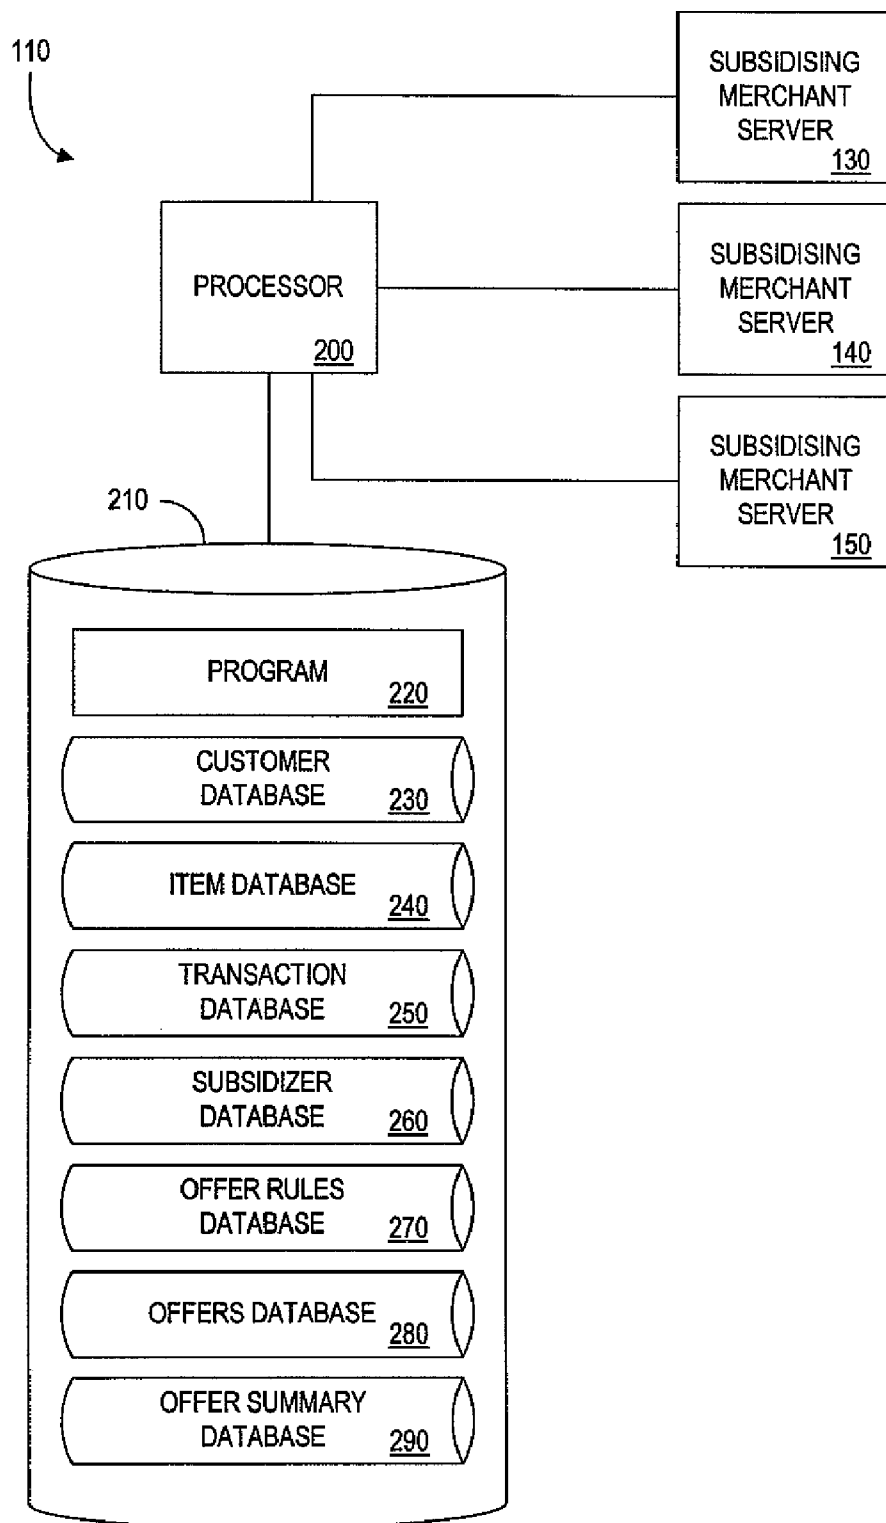 110
SUBSIDISING
MERCHANT
SERVER
130
PROCESSOR
200
SUBSIDISING
MERCHANT
SERVER
140
SUBSIDISING
MERCHANT
SERVER
150
210
PROGRAM
220
CUSTOMER
DATABASE
230
ITEM DATABASE
240
TRANSACTION
DATABASE
250
SUBSIDIZER
DATABASE
260
OFFER RULES
DATABASE
270
OFFERS DATABASE
280
OFFER SUMMARY
DATABASE
290